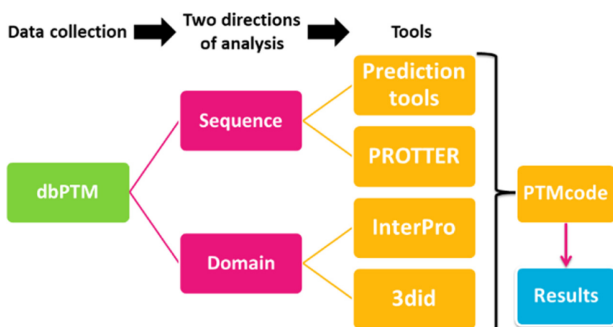 Data collection
Two directions
of analysis
Tools
Prediction
tools
Sequence
PROTTER
dbPTM
PTMcode
InterPro
Domain
3did
Results